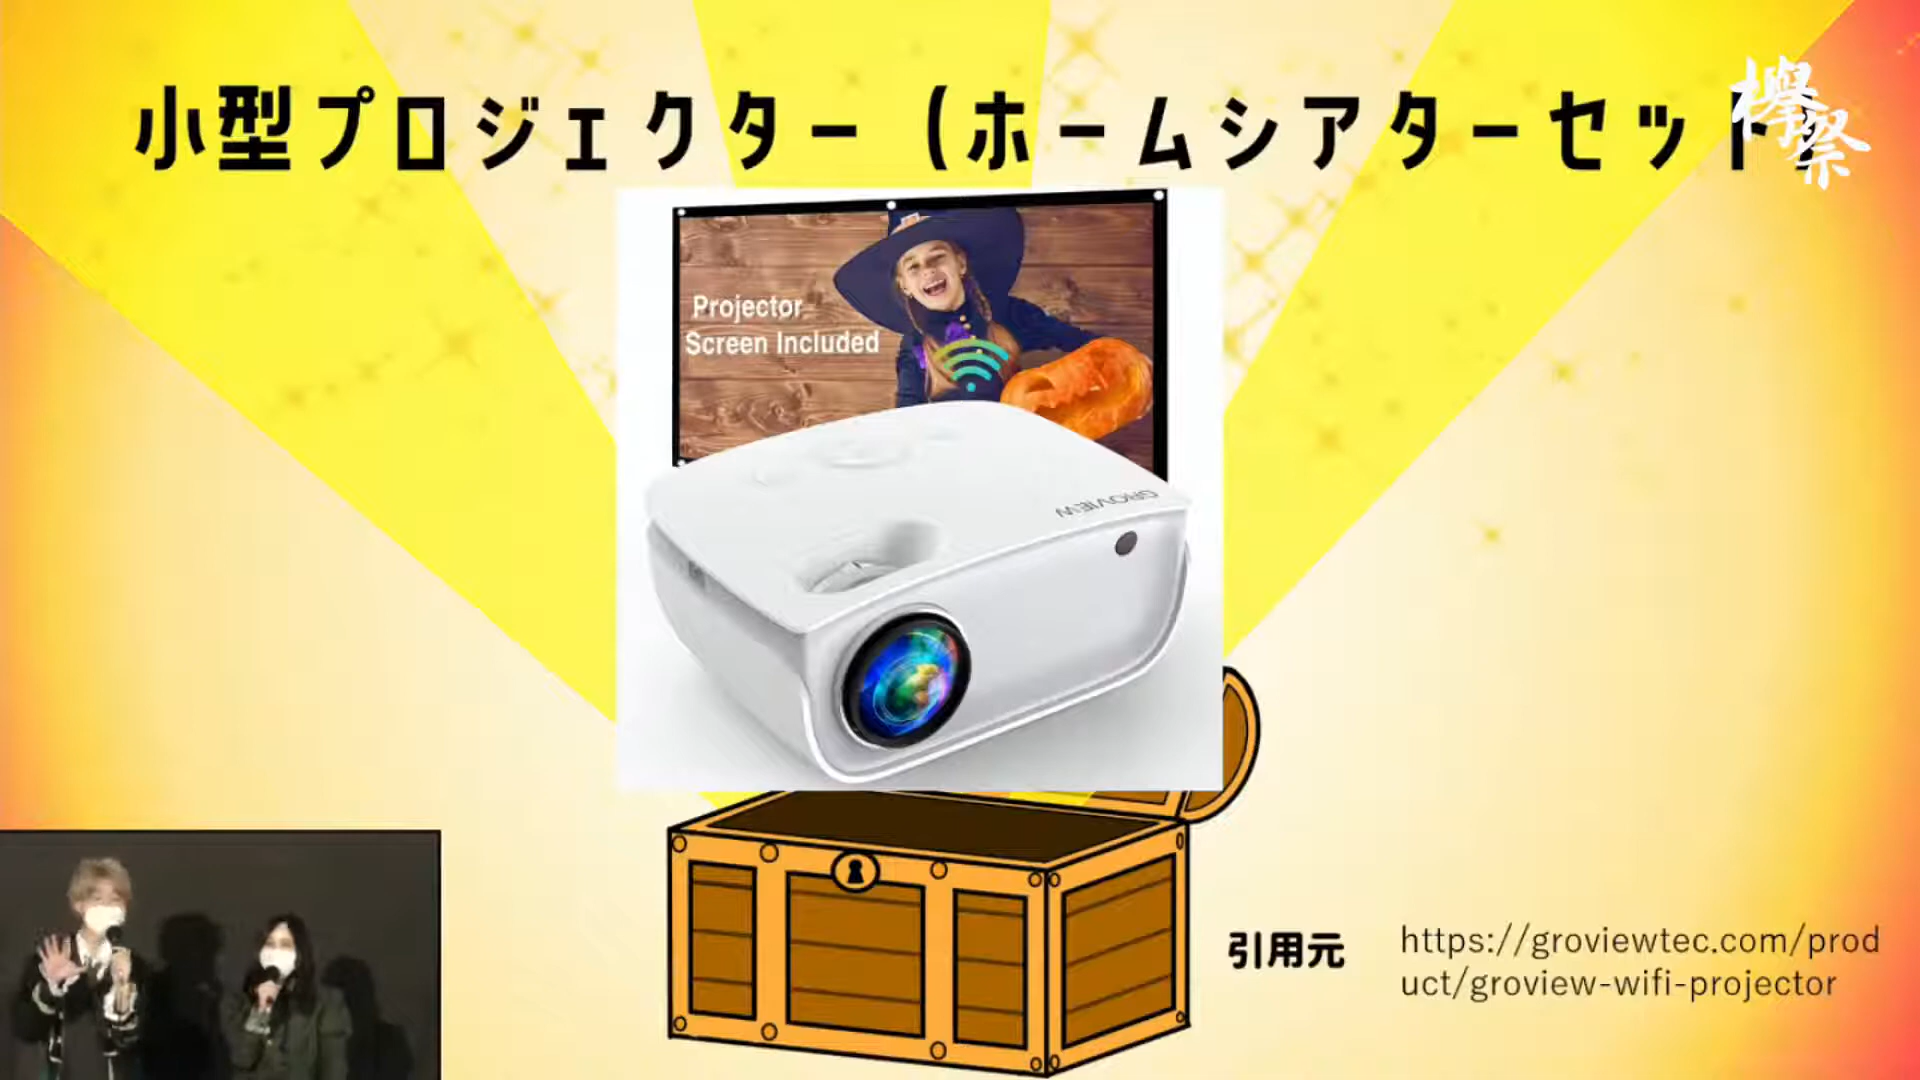 小型プロジェクター（ホームシアターセット）
欅祭
Projector
Screen Included
GROVIEW
引用元
https://groviewtec.com/prod
uct/groview-wifi-projector